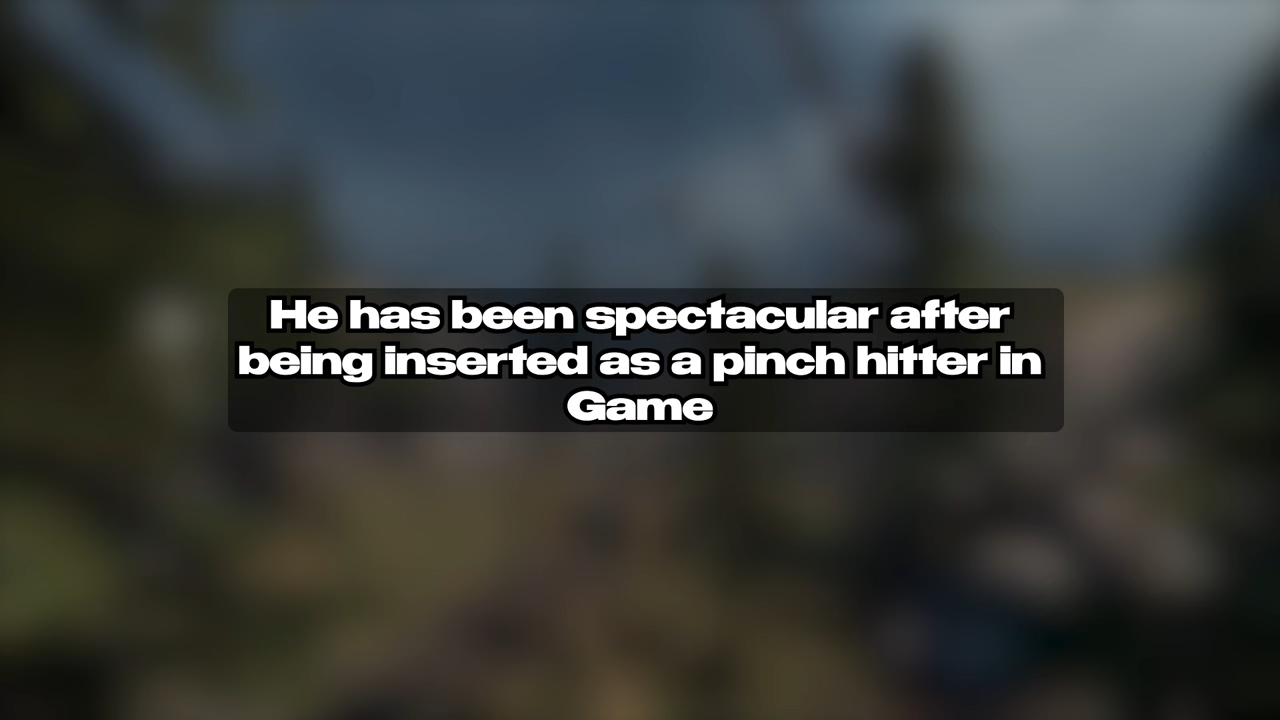 He has been spectacular after
being inserted as a pinch hitter in
Game